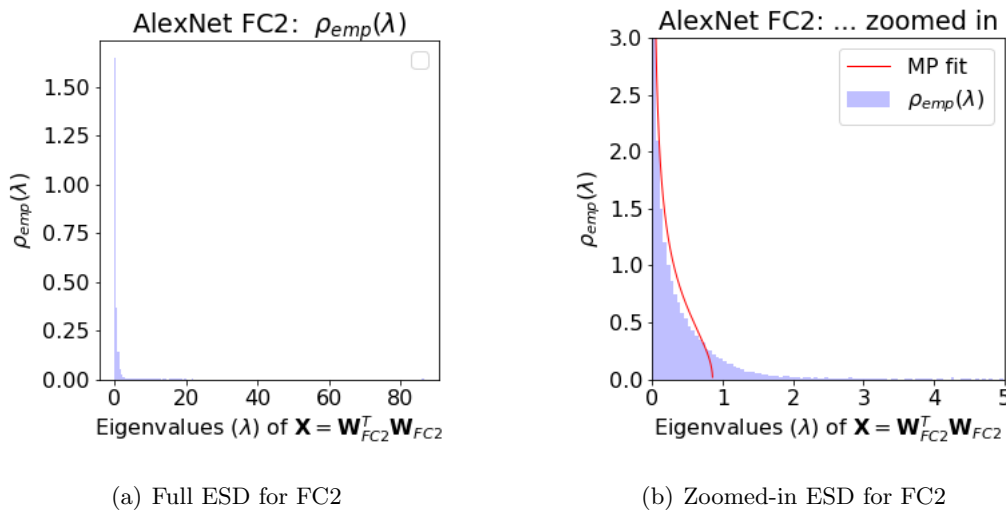 AlexNet FC2: ρ_emp(λ)
1.50
1.25
1.00
0.75
0.50
0.25
0.00
ρ_emp(λ)
0 20 40 60 80
Eigenvalues (λ) of X = W^T_FC2 W_FC2
(a) Full ESD for FC2
AlexNet FC2: ... zoomed in
3.0
2.5
2.0
1.5
1.0
0.5
0.0
ρ_emp(λ)
MP fit
ρ_emp(λ)
0 1 2 3 4 5
Eigenvalues (λ) of X = W^T_FC2 W_FC2
(b) Zoomed-in ESD for FC2